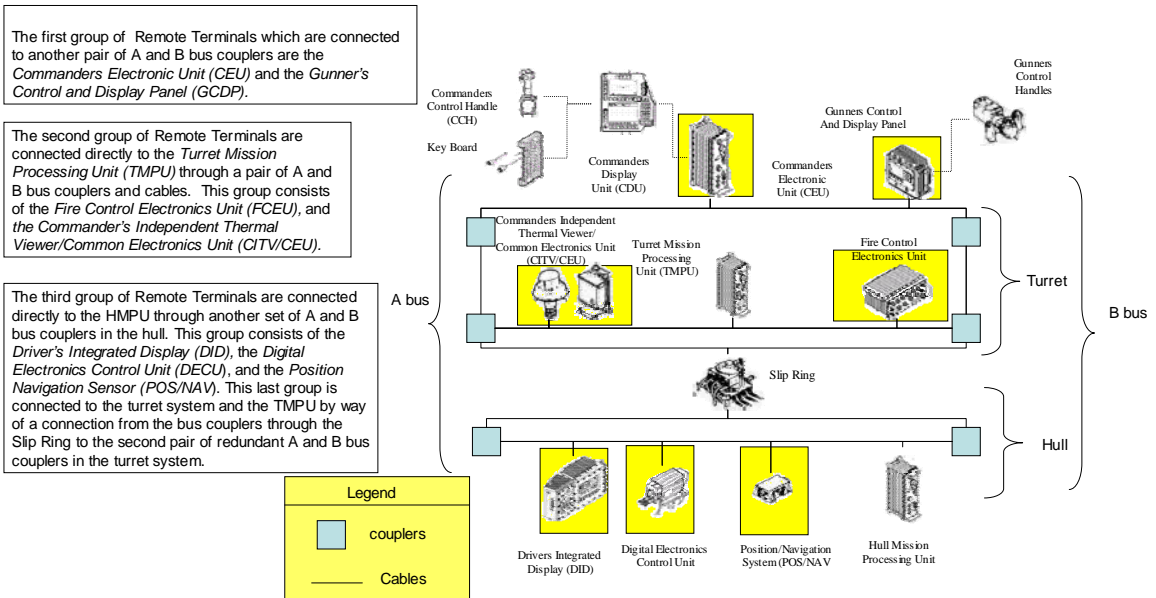 The first group of Remote Terminals which are connected
to another pair of A and B bus couplers are the
Commanders Electronic Unit (CEU) and the Gunner's
Control and Display Panel (GCDP).
The second group of Remote Terminals are
connected directly to the Turret Mission
Processing Unit (TMPU) through a pair of A and
B bus couplers and cables. This group consists
of the Fire Control Electronics Unit (FCEU), and
the Commander's Independent Thermal
Viewer/Common Electronics Unit (CITV/CEU).
The third group of Remote Terminals are connected
directly to the HMPU through another set of A and B
bus couplers in the hull. This group consists of the
Driver's Integrated Display (DID), the Digital
Electronics Control Unit (DECU), and the Position
Navigation Sensor (POS/NAV). This last group is
connected to the turret system and the TMPU by way
of a connection from the bus couplers through the
Slip Ring to the second pair of redundant A and B bus
couplers in the turret system.
Legend
couplers
Cables
Commanders
Control Handle
(CCH)
Key Board
Commanders
Display
Unit (CDU)
Commanders
Electronic
Unit (CEU)
Gunners Control
And Display Panel
Gunners
Control
Handles
A bus
Commanders Independent
Thermal Viewer/
Common Electronics Unit
(CITV/CEU)
Turret Mission
Processing
Unit (TMPU)
Fire Control
Electronics Unit
Turret
B bus
Slip Ring
Hull
Drivers Integrated
Display (DID)
Digital Electronics
Control Unit
Position/Navigation
System (POS/NAV
Hull Mission
Processing Unit